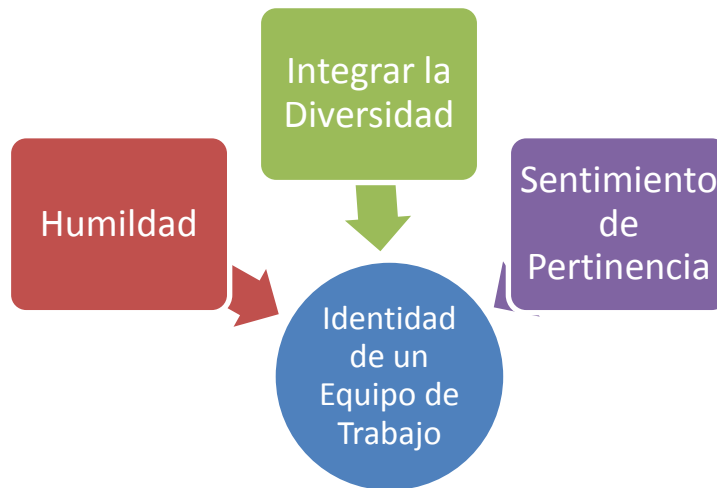 Integrar la
Diversidad
Humildad
Sentimiento
de
Pertinencia
Identidad
de un
Equipo de
Trabajo